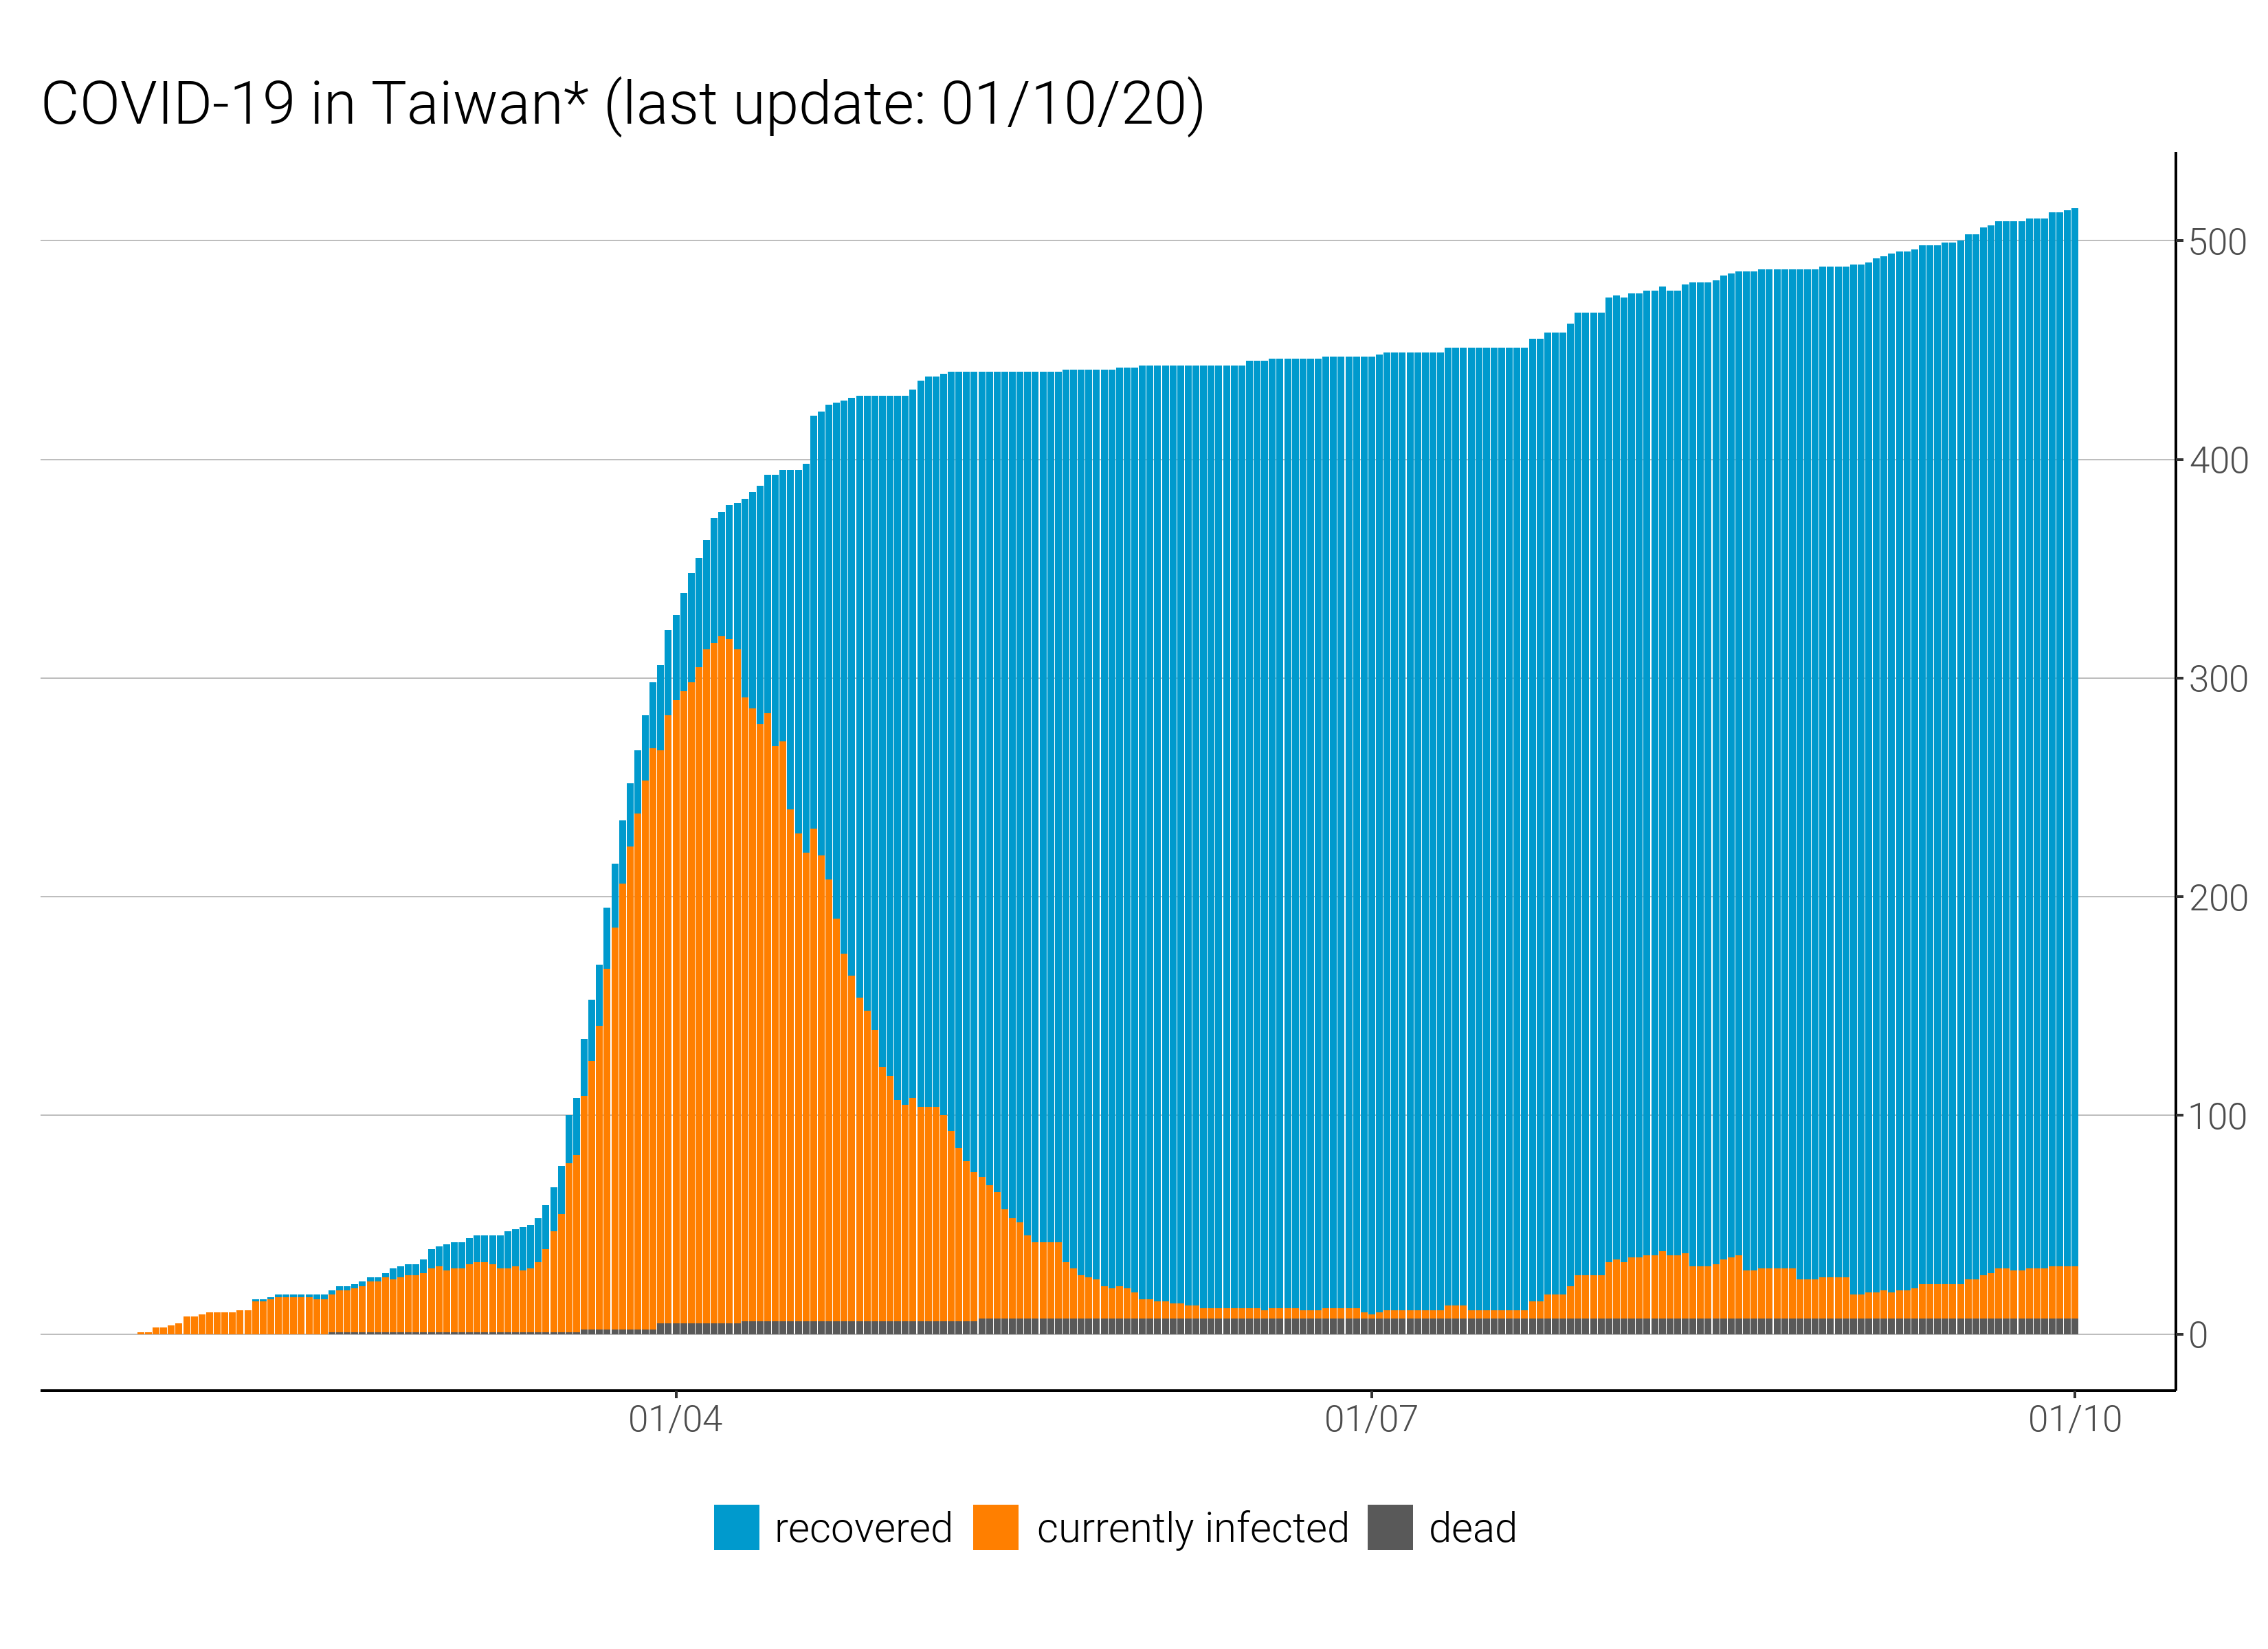 COVID-19 in Taiwan* (last update: 01/10/20)
500
400
300
200
100
0
01/04 01/07 01/10
recovered currently infected dead